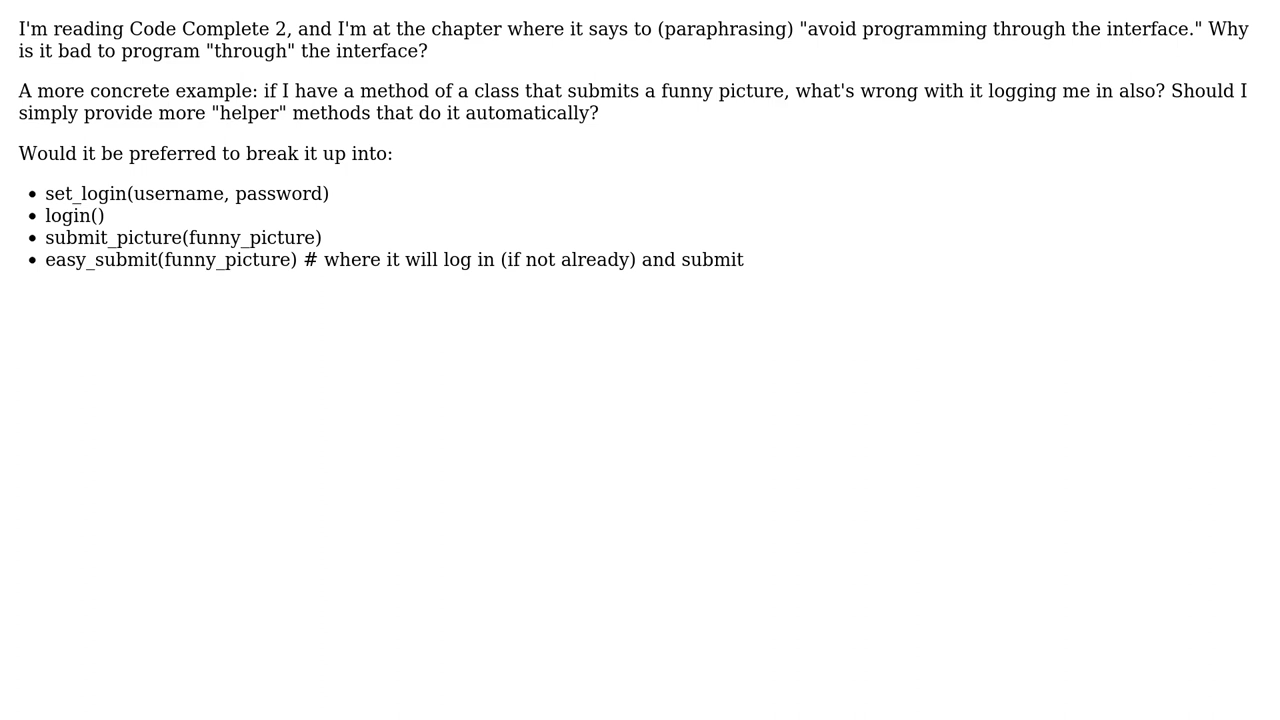 I'm reading Code Complete 2, and I'm at the chapter where it says to (paraphrasing) "avoid programming through the interface." Why
is it bad to program "through" the interface?
A more concrete example: if I have a method of a class that submits a funny picture, what's wrong with it logging me in also? Should I
simply provide more "helper" methods that do it automatically?
Would it be preferred to break it up into:
• set_login(username, password)
• login()
• submit_picture(funny_picture)
• easy_submit(funny_picture) # where it will log in (if not already) and submit